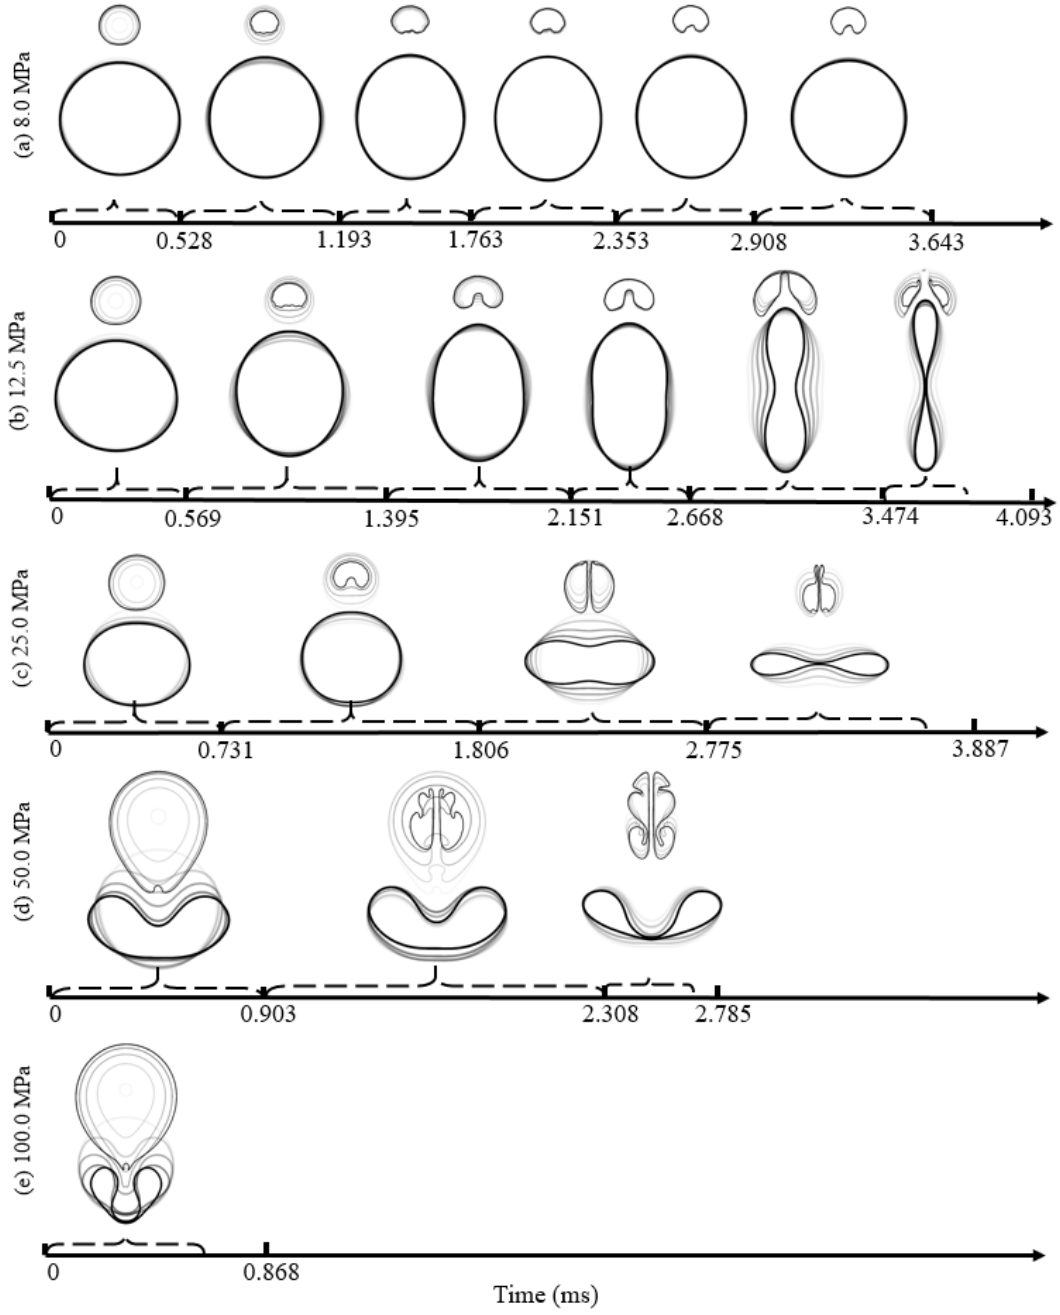 (a) 8.0 MPa
0 0.528 1.193 1.763 2.353 2.908 3.643
(b) 12.5 MPa
0 0.569 1.395 2.151 2.668 3.474 4.093
(c) 25.0 MPa
0 0.731 1.806 2.775 3.887
(d) 50.0 MPa
0 0.903 2.308 2.785
(e) 100.0 MPa
0 0.868
Time (ms)